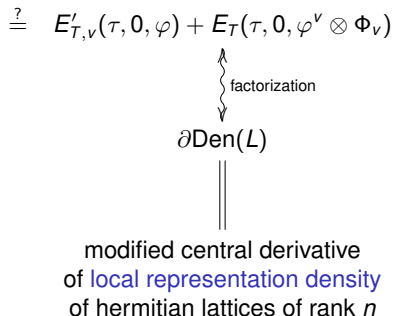 ≟ E′_{T,v}(τ, 0, φ) + E_T(τ, 0, φ^v ⊗ Φ_v)
factorization
∂Den(L)
modified central derivative
of local representation density
of hermitian lattices of rank n